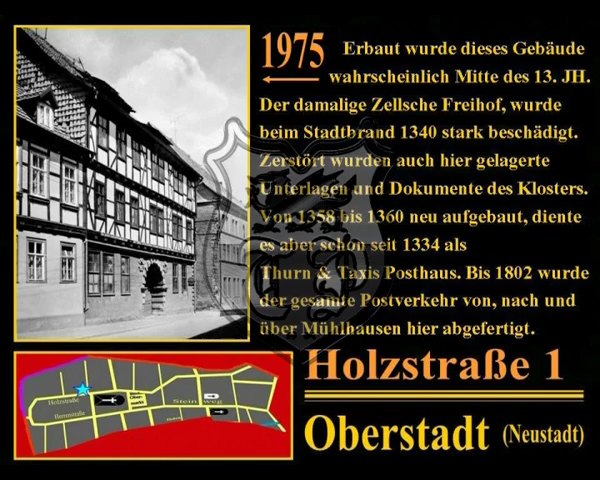 1975 Erbaut wurde dieses Gebäude
wahrscheinlich Mitte des 13. JH.
Der damalige Zellsche Freihof, wurde
beim Stadtbrand 1340 stark beschädigt.
Zerstört wurden auch hier gelagerte
Unterlagen und Dokumente des Klosters.
Von 1358 bis 1360 neu aufgebaut, diente
es aber schon seit 1334 als
Thurn & Taxis Posthaus. Bis 1802 wurde
der gesamte Postverkehr von, nach und
über Mühlhausen hier abgefertigt.
Holzstraße 1
Oberstadt (Neustadt)
Holzstraße
Herrenstraße
Steinweg